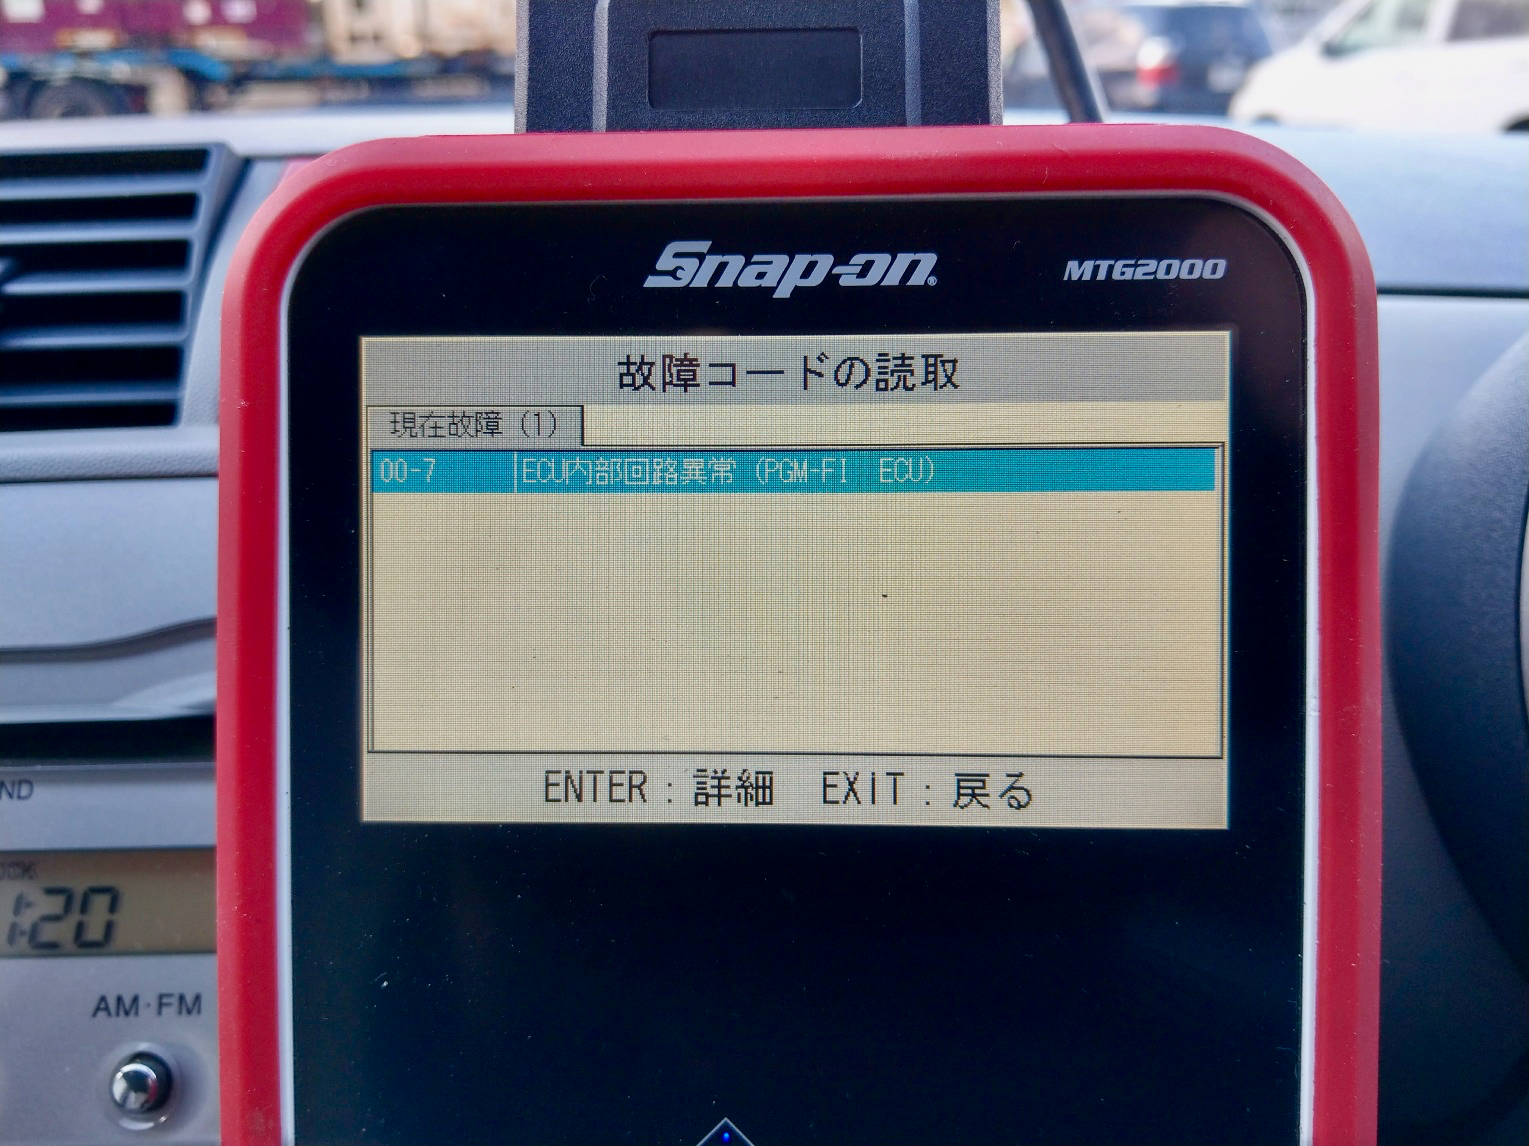 Snap-on®
MTG2000
故障コードの読取
現在故障 (1)
00-7 ECU内部回路異常 (PGM-FI ECU)
ENTER : 詳細 EXIT : 戻る
ND
OCK
1:20
AM·FM